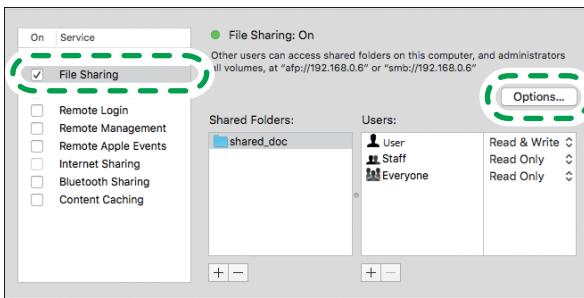 On Service
File Sharing
Remote Login
Remote Management
Remote Apple Events
Internet Sharing
Bluetooth Sharing
Content Caching
File Sharing: On
Other users can access shared folders on this computer, and administrators
all volumes, at “afp://192.168.0.6” or “smb://192.168.0.6”
Options...
Shared Folders:
shared_doc
Users:
User Read & Write
Staff Read Only
Everyone Read Only
+ −
+ −